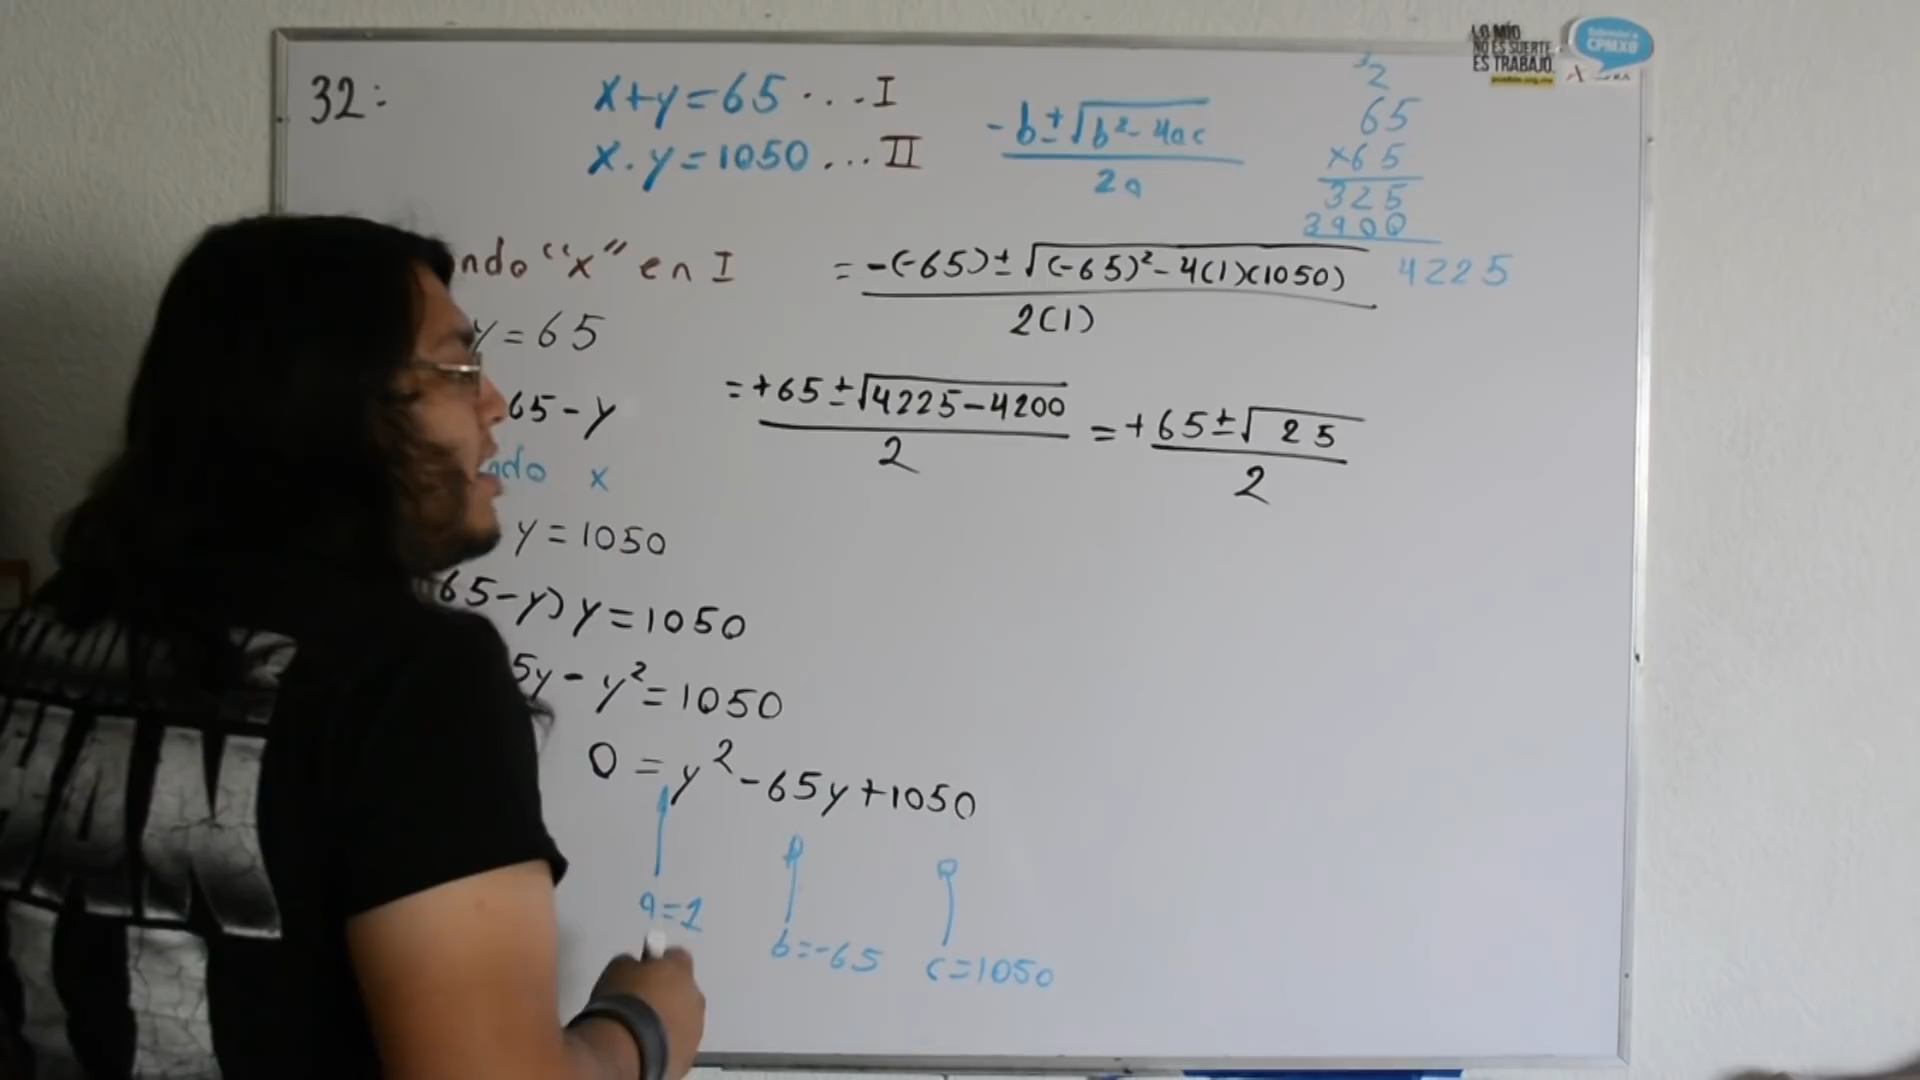 32:
x+y=65...I
x.y=1050...II
ndo "x" en I
y=65
65-y
ndo x
y=1050
65-y)y=1050
5y-y²=1050
0=y²-65y+1050
a=1
b=-65
c=1050
-b±√b²-4ac
2a
=-(-65)±√(-65)²-4(1)(1050)
2(1)
=+65±√4225-4200
2
=+65±√25
2
2
65
x65
325
3900
4225
LO MÍO
NO ES SUERTE
ES TRABAJO.
CPMX8